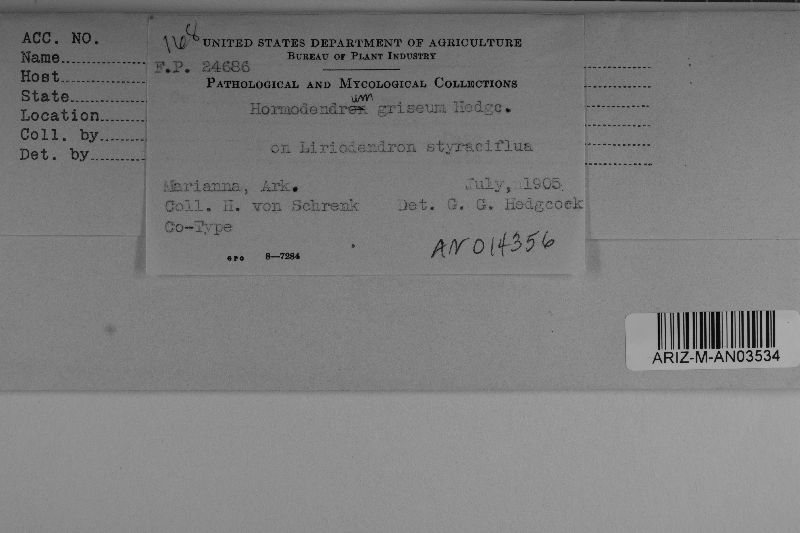 ACC. NO.
Name
Host
State
Location
Coll. by
Det. by
168
UNITED STATES DEPARTMENT OF AGRICULTURE
BUREAU OF PLANT INDUSTRY
F.P. 24686
PATHOLOGICAL AND MYCOLOGICAL COLLECTIONS
Hormodendrum griseum Hedgc.
on Liriodendron styraciflua
Marianna, Ark. July, 1905
Coll. H. von Schrenk Det. G. G. Hedgcock
Co-Type
AN014356
GPO 8—7284
ARIZ-M-AN03534